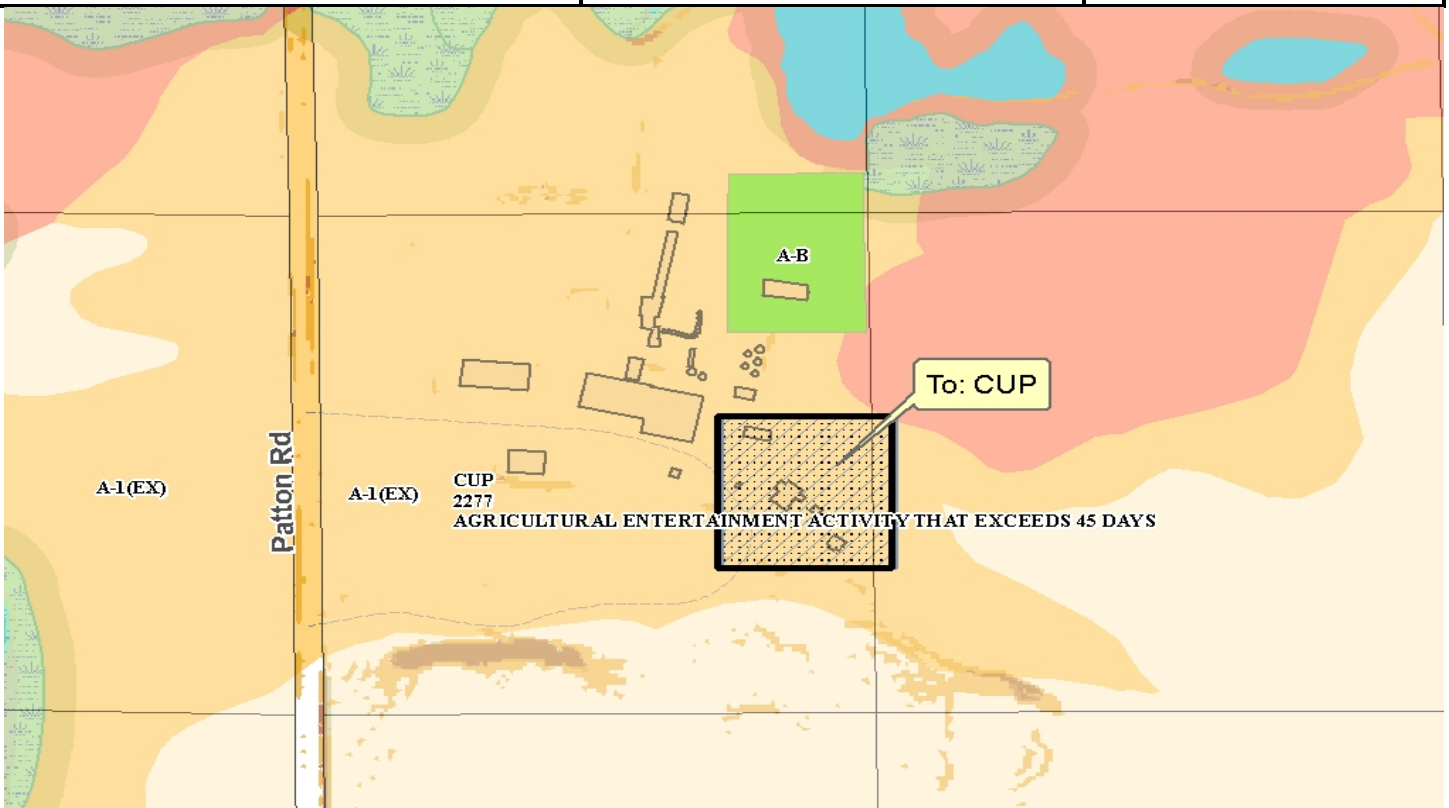 A-B
To: CUP
Patton Rd
A-1(EX)
A-1(EX)
CUP
2277
AGRICULTURAL ENTERTAINMENT ACTIVITY THAT EXCEEDS 45 DAYS